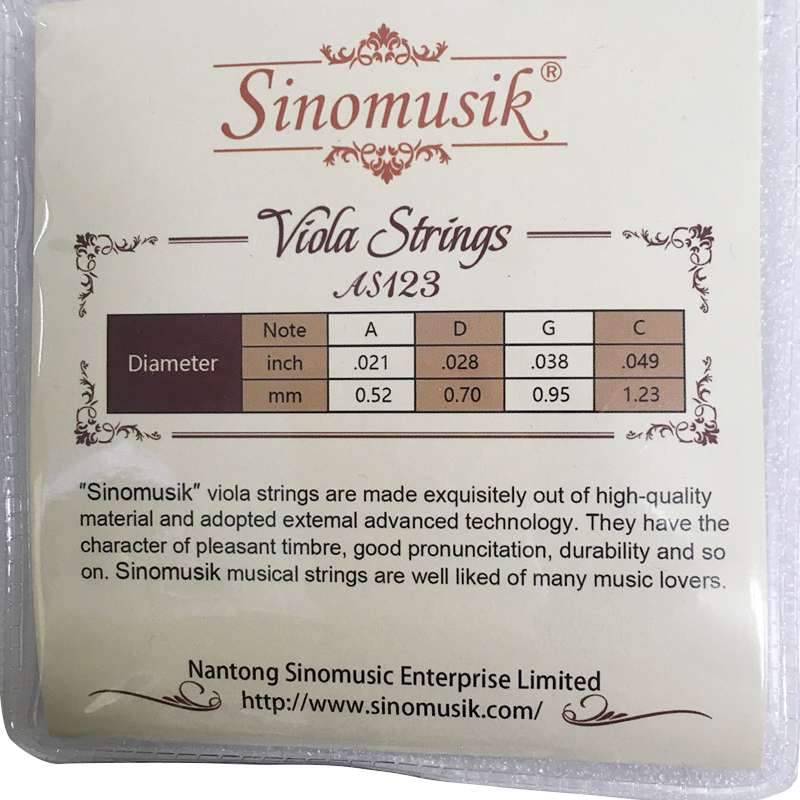 Sinomusik®
Viola Strings
AS123
Diameter Note A D G C
inch .021 .028 .038 .049
mm 0.52 0.70 0.95 1.23
"Sinomusik" viola strings are made exquisitely out of high-quality
material and adopted extemal advanced technology. They have the
character of pleasant timbre, good pronuncitation, durability and so
on. Sinomusik musical strings are well liked of many music lovers.
Nantong Sinomusic Enterprise Limited
http://www.sinomusik.com/